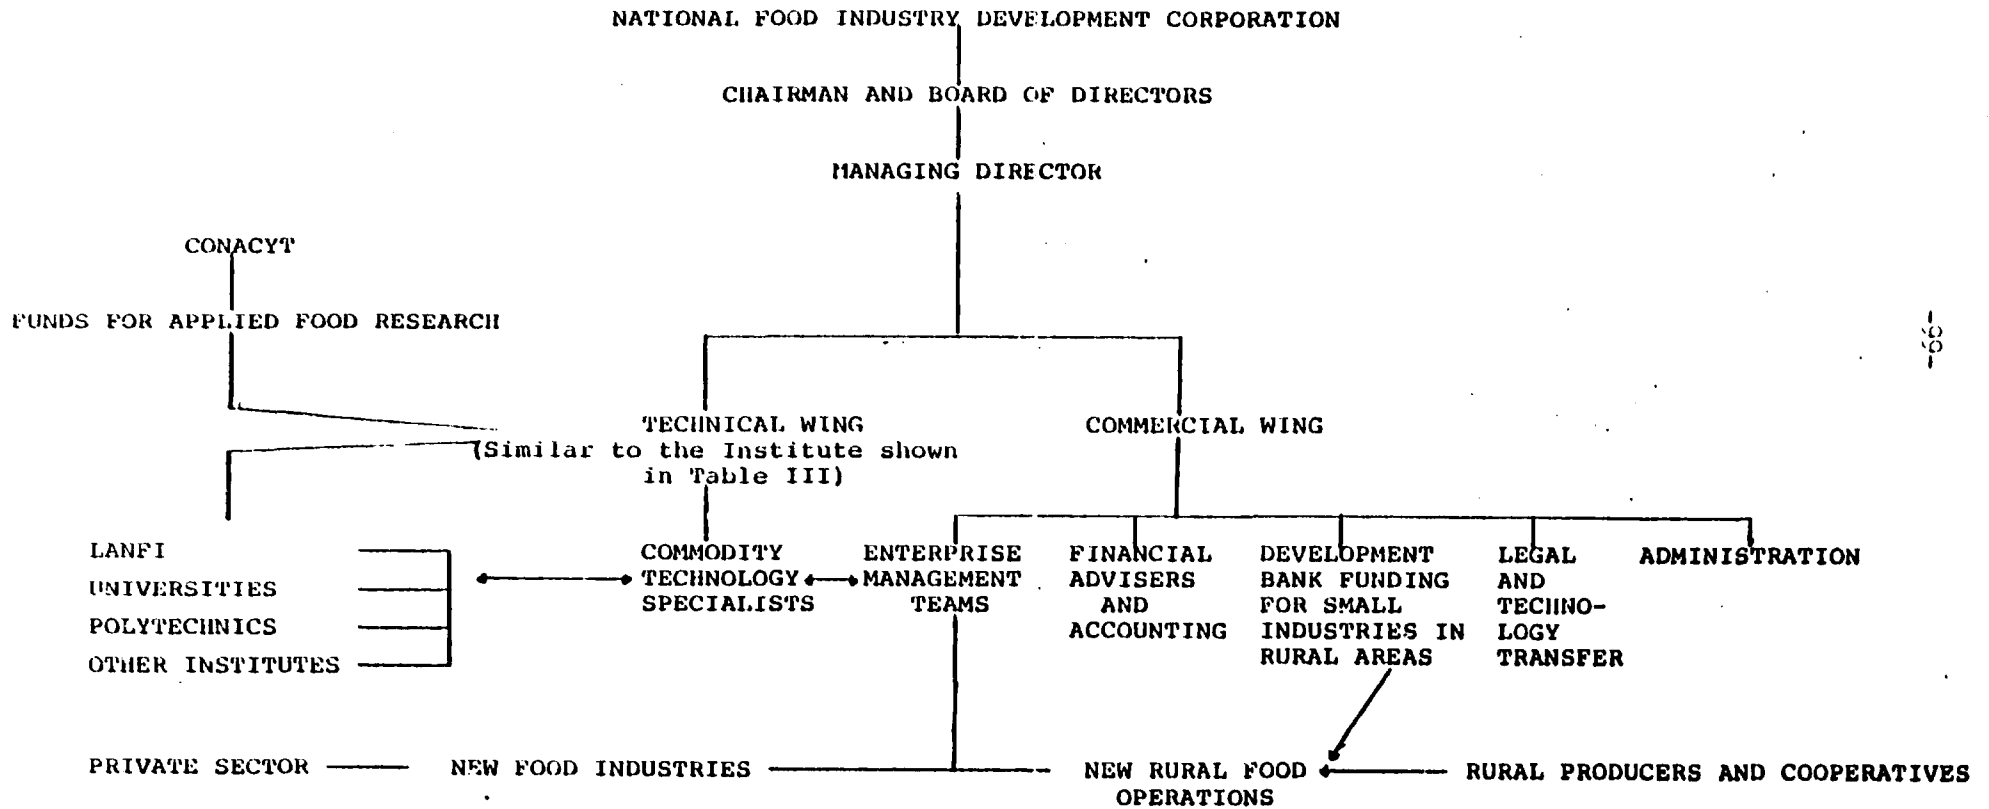 NATIONAL FOOD INDUSTRY DEVELOPMENT CORPORATION
CHAIRMAN AND BOARD OF DIRECTORS
MANAGING DIRECTOR
CONACYT
FUNDS FOR APPLIED FOOD RESEARCH
TECHNICAL WING
(Similar to the Institute shown
in Table III)
COMMERCIAL WING
LANFI
UNIVERSITIES
POLYTECHNICS
OTHER INSTITUTES
COMMODITY
TECHNOLOGY
SPECIALISTS
ENTERPRISE
MANAGEMENT
TEAMS
FINANCIAL
ADVISERS
AND
ACCOUNTING
DEVELOPMENT
BANK FUNDING
FOR SMALL
INDUSTRIES IN
RURAL AREAS
LEGAL
AND
TECHNO-
LOGY
TRANSFER
ADMINISTRATION
PRIVATE SECTOR
NEW FOOD INDUSTRIES
NEW RURAL FOOD
OPERATIONS
RURAL PRODUCERS AND COOPERATIVES